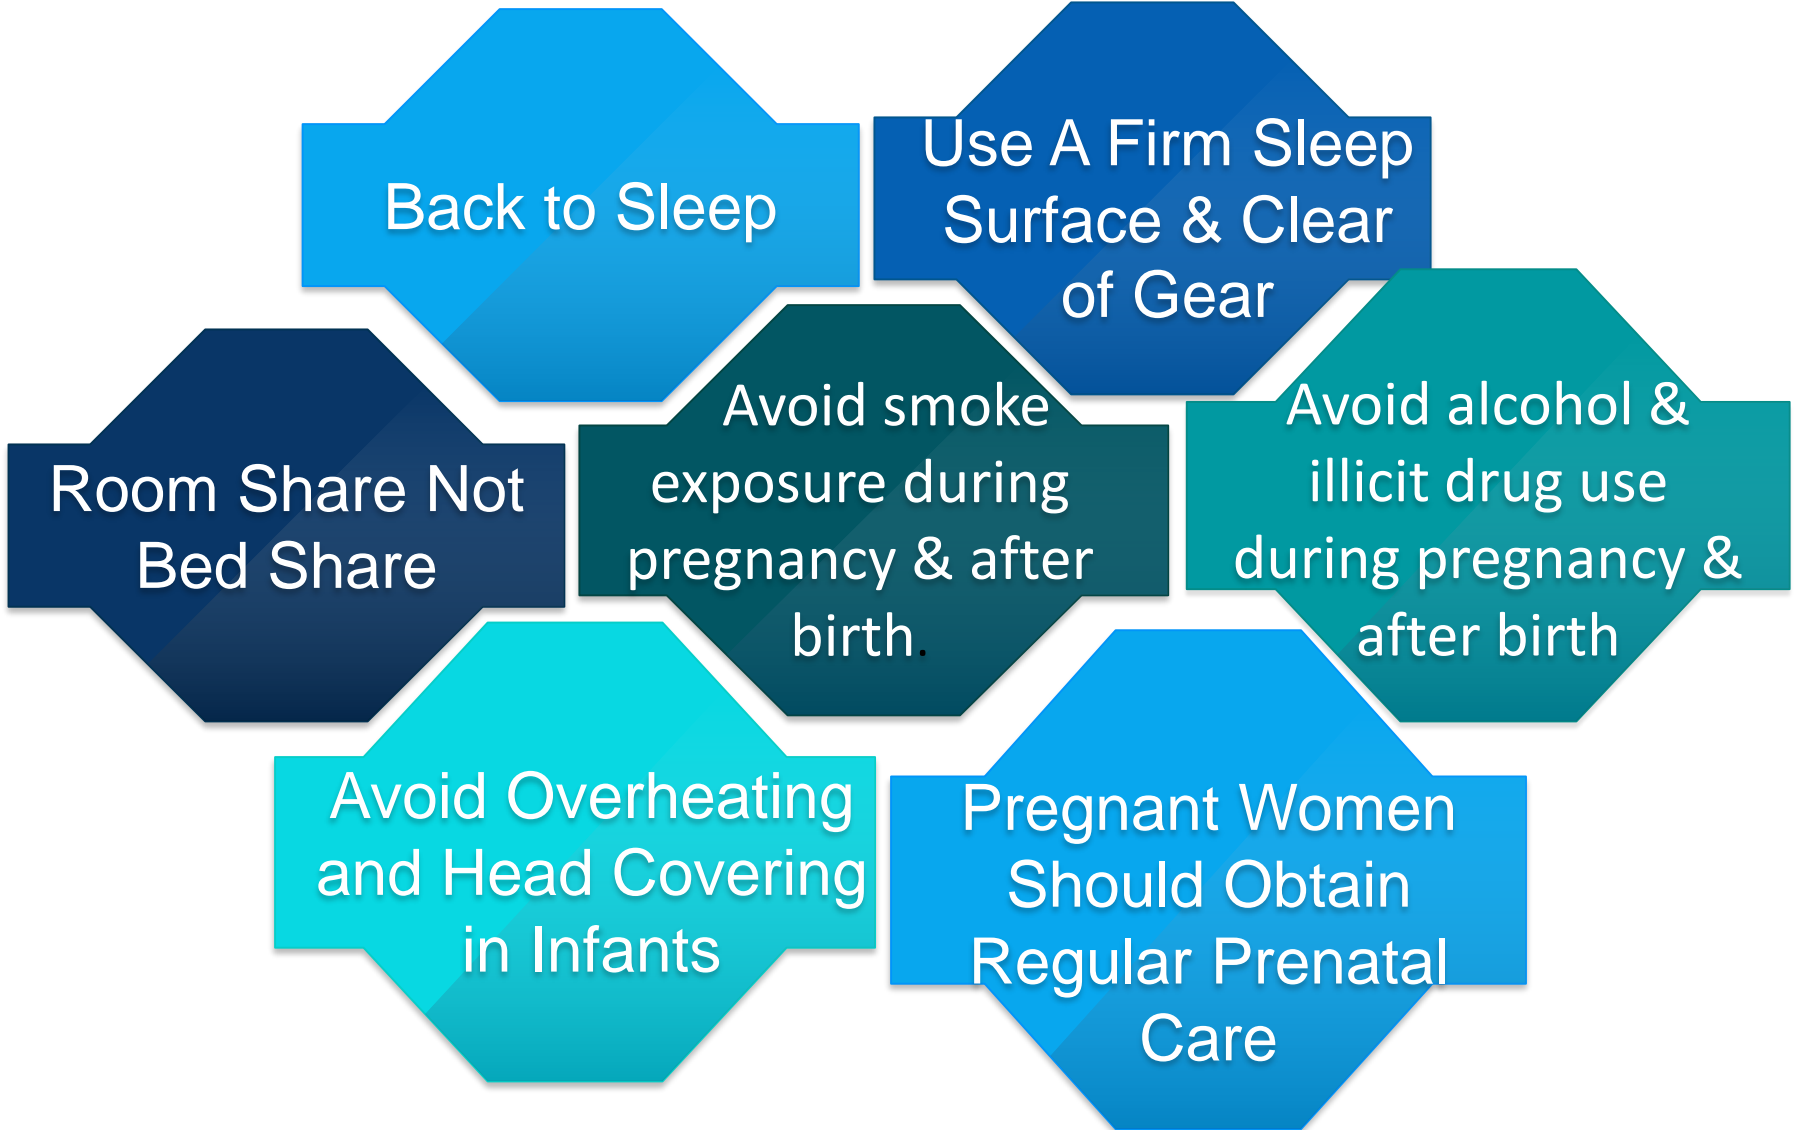 Back to Sleep
Use A Firm Sleep
Surface & Clear
of Gear
Room Share Not
Bed Share
Avoid smoke
exposure during
pregnancy & after
birth.
Avoid alcohol &
illicit drug use
during pregnancy &
after birth
Avoid Overheating
and Head Covering
in Infants
Pregnant Women
Should Obtain
Regular Prenatal
Care